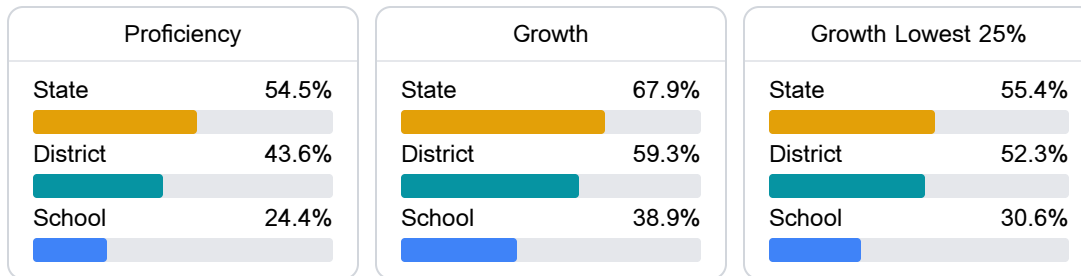 Proficiency
State 54.5%
District 43.6%
School 24.4%
Growth
State 67.9%
District 59.3%
School 38.9%
Growth Lowest 25%
State 55.4%
District 52.3%
School 30.6%